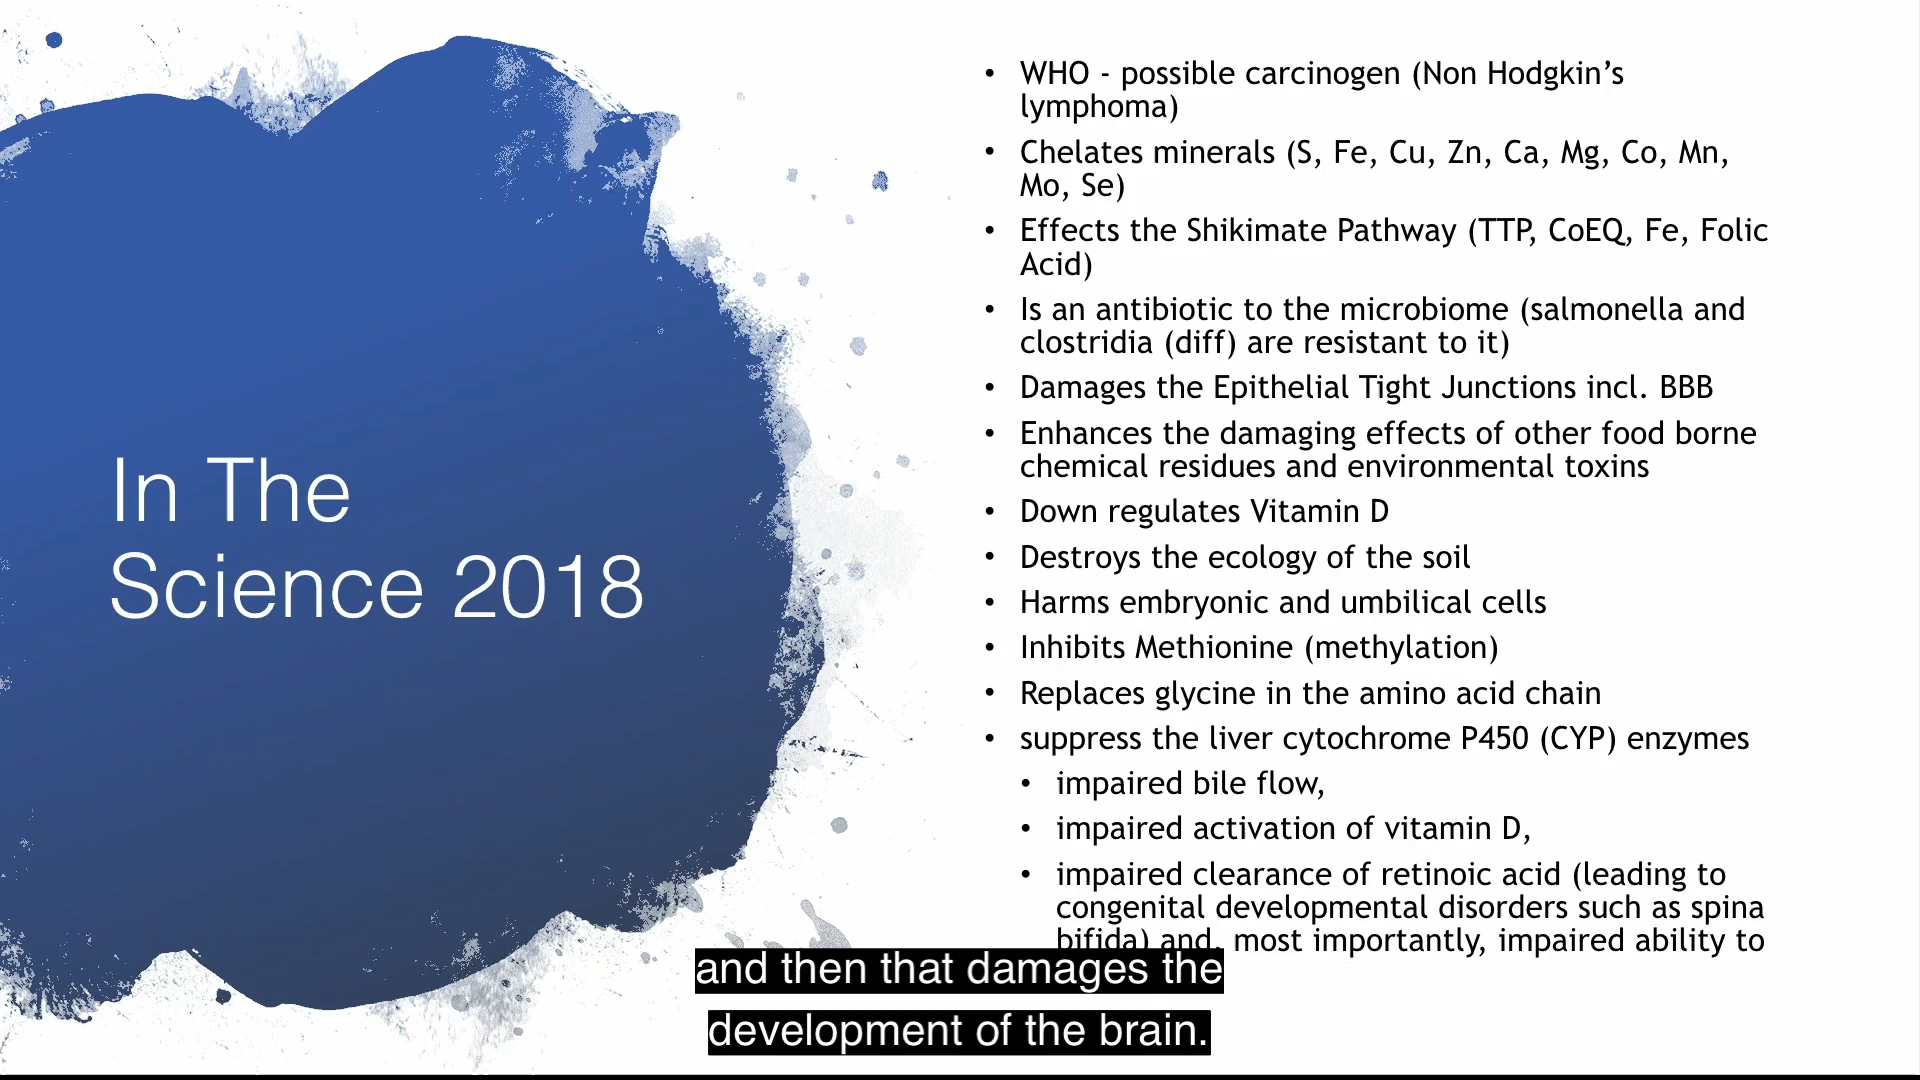 In The
Science 2018
• WHO - possible carcinogen (Non Hodgkin’s
lymphoma)
• Chelates minerals (S, Fe, Cu, Zn, Ca, Mg, Co, Mn,
Mo, Se)
• Effects the Shikimate Pathway (TTP, CoEQ, Fe, Folic
Acid)
• Is an antibiotic to the microbiome (salmonella and
clostridia (diff) are resistant to it)
• Damages the Epithelial Tight Junctions incl. BBB
• Enhances the damaging effects of other food borne
chemical residues and environmental toxins
• Down regulates Vitamin D
• Destroys the ecology of the soil
• Harms embryonic and umbilical cells
• Inhibits Methionine (methylation)
• Replaces glycine in the amino acid chain
• suppress the liver cytochrome P450 (CYP) enzymes
• impaired bile flow,
• impaired activation of vitamin D,
• impaired clearance of retinoic acid (leading to
congenital developmental disorders such as spina
bifida) and, most importantly, impaired ability to
and then that damages the
development of the brain.